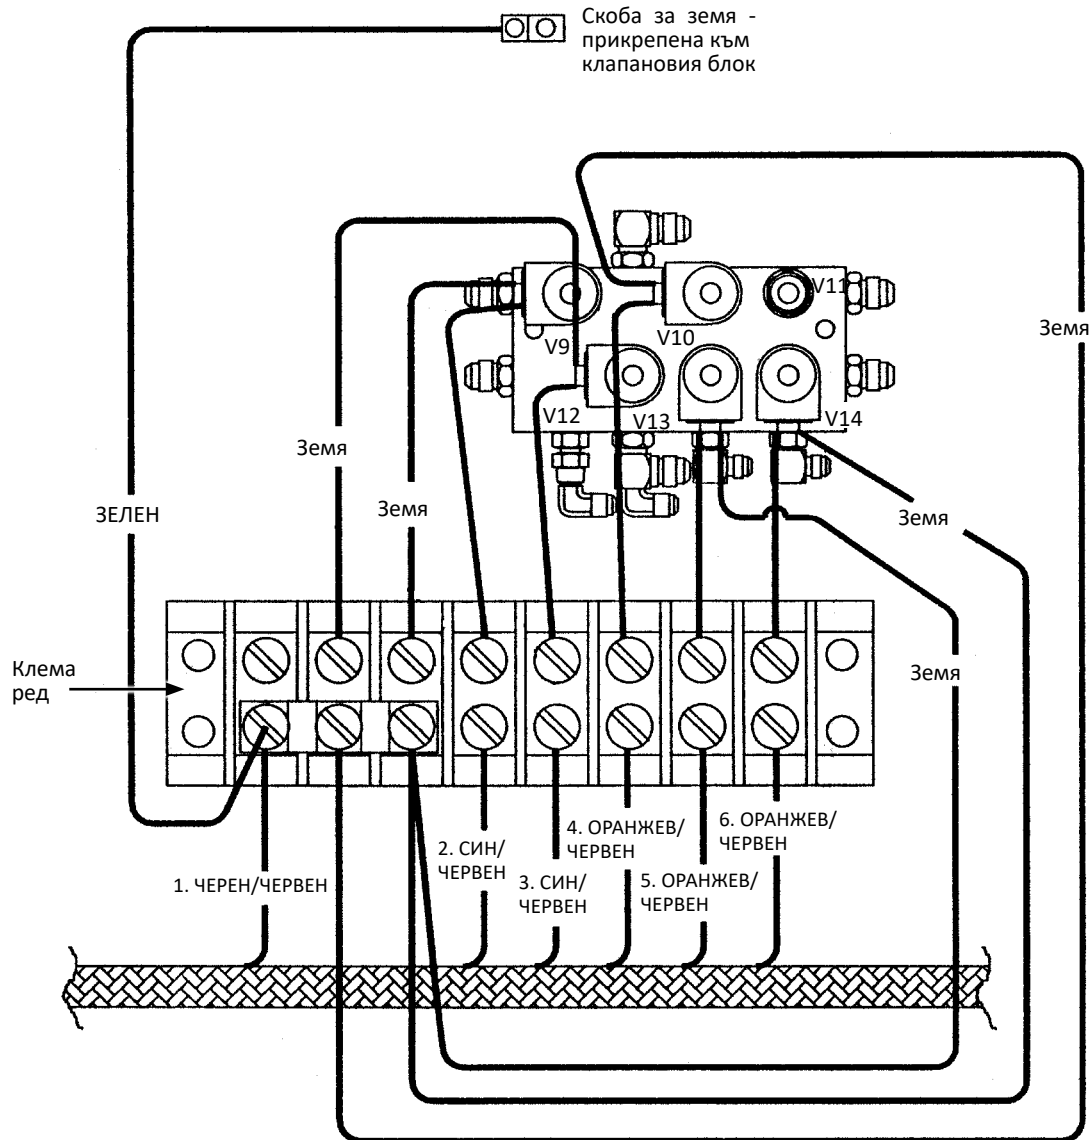 Скоба за земя -
прикрепена към
клапановия блок
V11
Земя
V9
V10
V12
V13
V14
Земя
Земя
ЗЕЛЕН
Земя
Клема
ред
Земя
4. ОРАНЖЕВ/
ЧЕРВЕН
6. ОРАНЖЕВ/
ЧЕРВЕН
2. СИН/
ЧЕРВЕН
1. ЧЕРЕН/ЧЕРВЕН
3. СИН/
ЧЕРВЕН
5. ОРАНЖЕВ/
ЧЕРВЕН